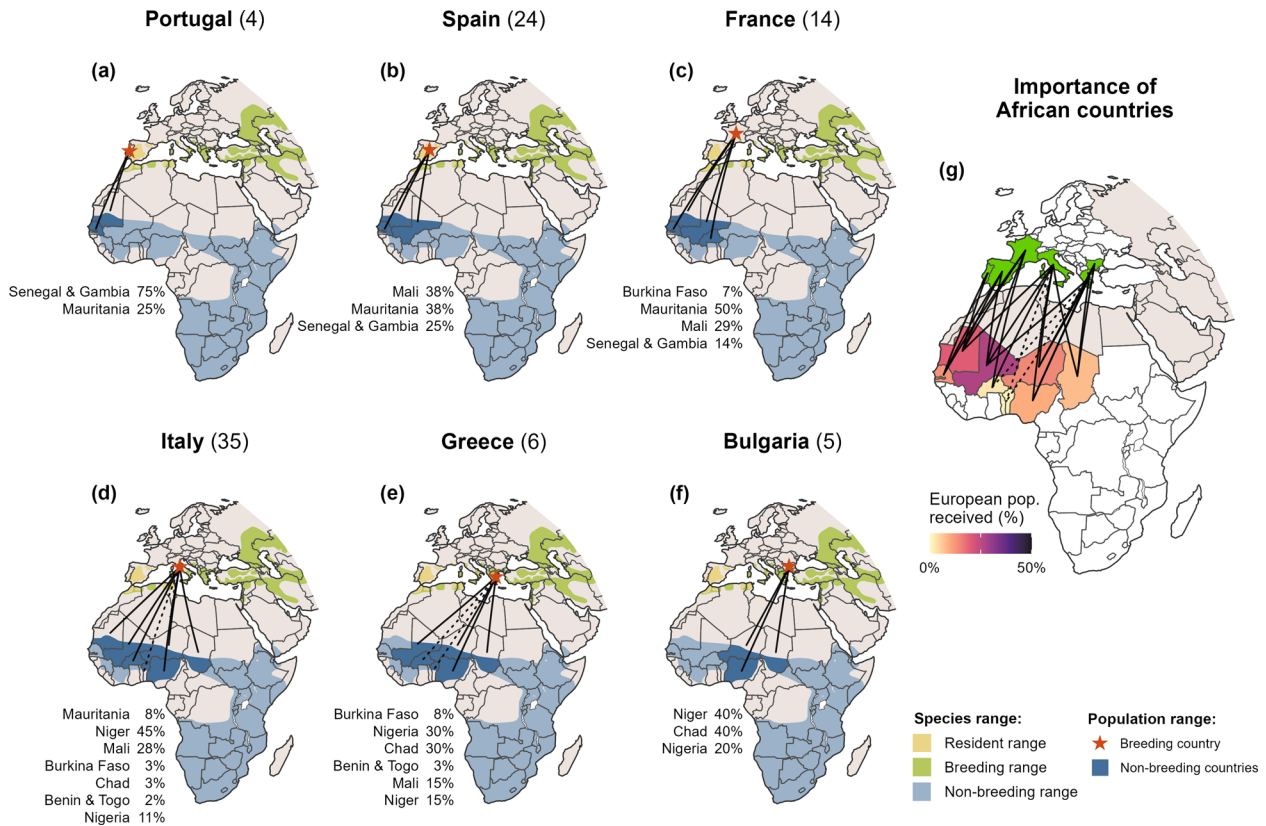 Portugal (4)
Spain (24)
France (14)
(a)
(b)
(c)
Importance of
African countries
(g)
Senegal & Gambia 75%
Mauritania 25%
Mali 38%
Mauritania 38%
Senegal & Gambia 25%
Burkina Faso 7%
Mauritania 50%
Mali 29%
Senegal & Gambia 14%
Italy (35)
Greece (6)
Bulgaria (5)
(d)
(e)
(f)
European pop.
received (%)
0% 50%
Mauritania 8%
Niger 45%
Mali 28%
Burkina Faso 3%
Chad 3%
Benin & Togo 2%
Nigeria 11%
Burkina Faso 8%
Nigeria 30%
Chad 30%
Benin & Togo 3%
Mali 15%
Niger 15%
Niger 40%
Chad 40%
Nigeria 20%
Species range:
Resident range
Breeding range
Non-breeding range
Population range:
Breeding country
Non-breeding countries